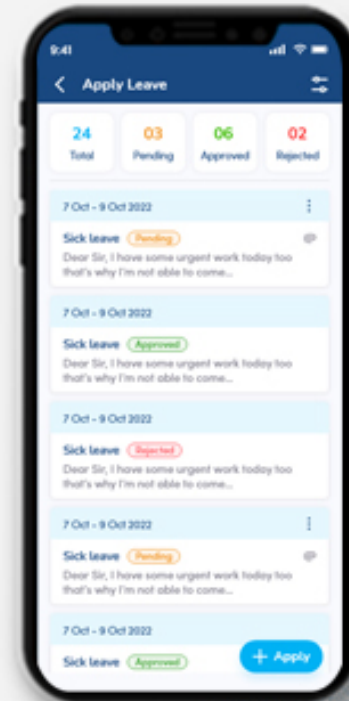 9:41
Apply Leave
24 03 06 02
Total Pending Approved Rejected
7 Oct - 9 Oct 2022
Sick leave Pending
Dear Sir, I have some urgent work today too
that's why I'm not able to come...
7 Oct - 9 Oct 2022
Sick leave Approved
Dear Sir, I have some urgent work today too
that's why I'm not able to come...
7 Oct - 9 Oct 2022
Sick leave Rejected
Dear Sir, I have some urgent work today too
that's why I'm not able to come...
7 Oct - 9 Oct 2022
Sick leave Pending
Dear Sir, I have some urgent work today too
that's why I'm not able to come...
7 Oct - 9 Oct 2022
Sick leave Approved
+ Apply